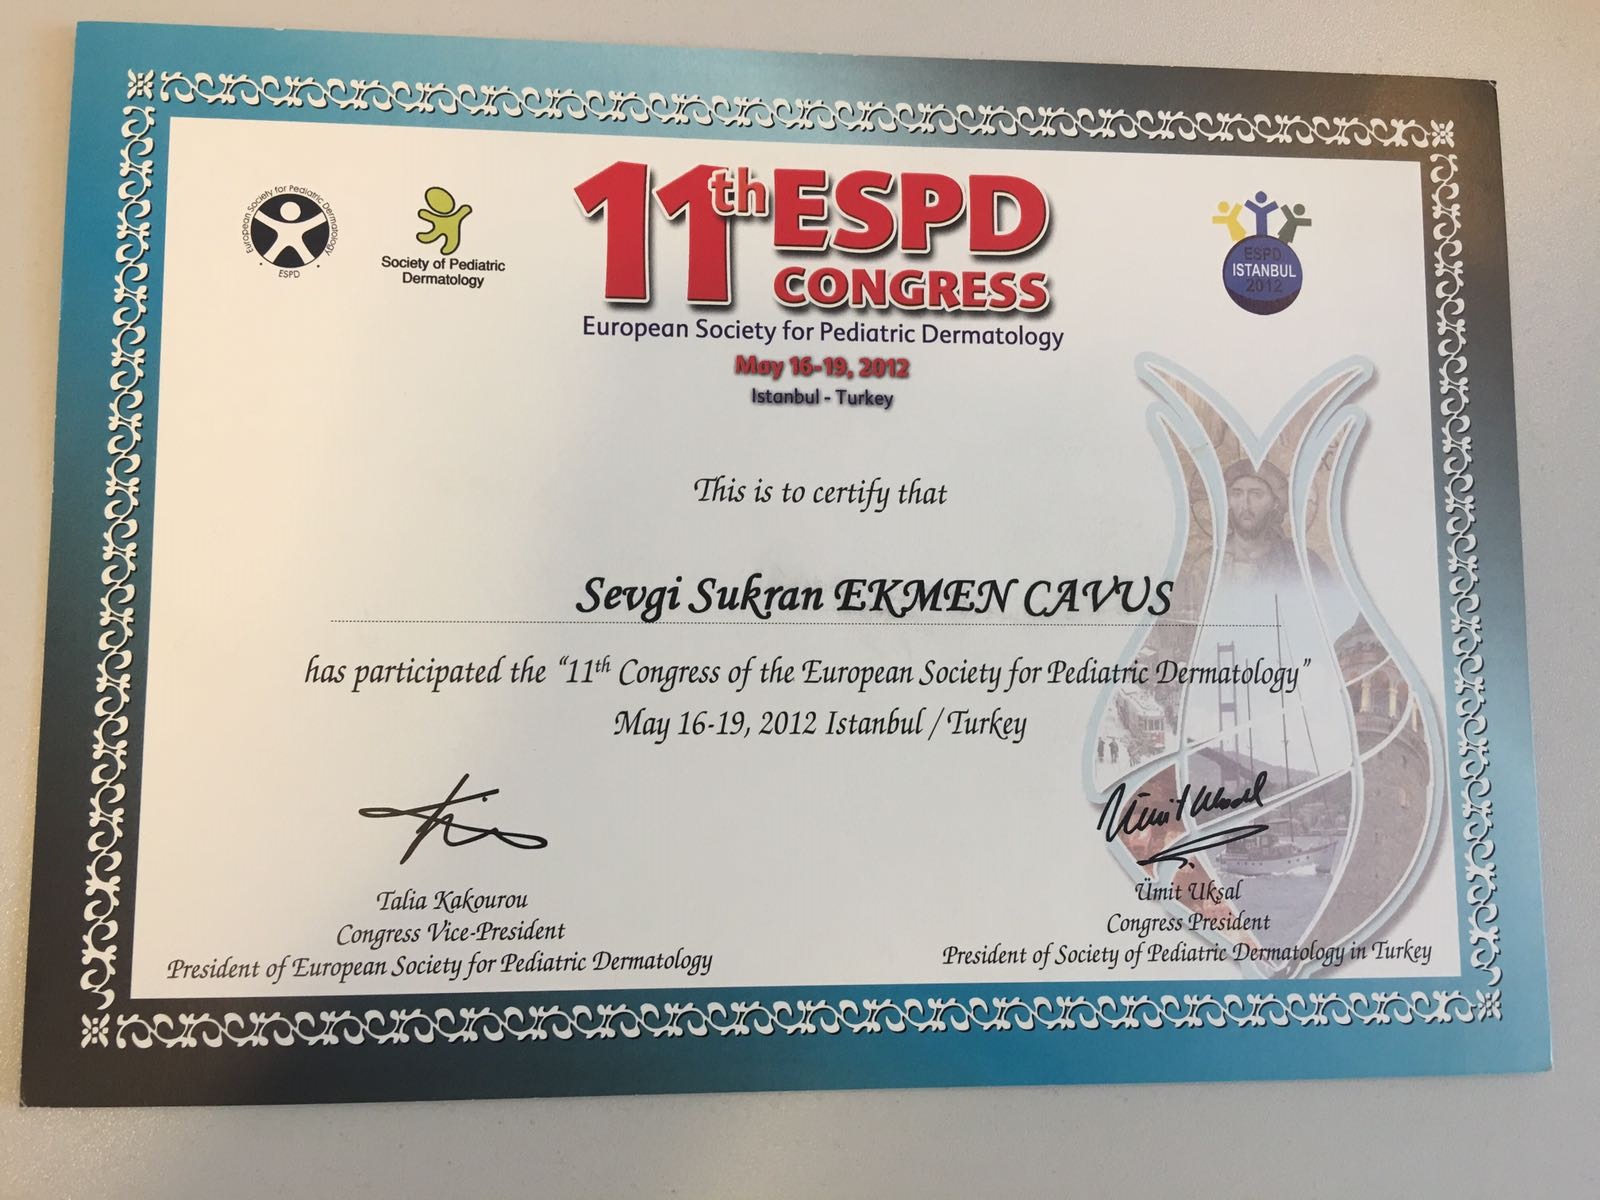 European Society for Pediatric Dermatology
ESPD
Society of Pediatric
Dermatology
11th ESPD
CONGRESS
European Society for Pediatric Dermatology
May 16-19, 2012
Istanbul - Turkey
ESPD
ISTANBUL
2012
This is to certify that
Sevgi Sukran EKMEN CAVUS
has participated the “11th Congress of the European Society for Pediatric Dermatology”
May 16-19, 2012 Istanbul / Turkey
Talia Kakourou
Congress Vice-President
President of European Society for Pediatric Dermatology
Ümit Ukşal
Congress President
President of Society of Pediatric Dermatology in Turkey